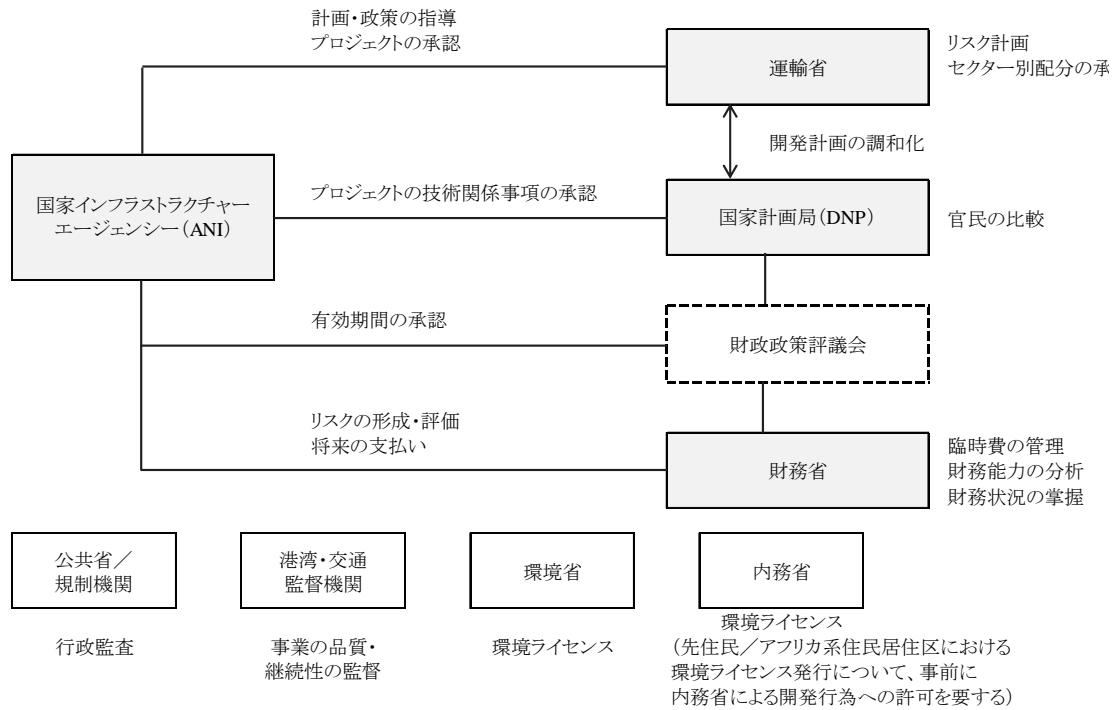 計画・政策の指導
プロジェクトの承認
運輸省
リスク計画
セクター別配分の承
開発計画の調和化
国家インフラストラクチャー
エージェンシー(ANI)
プロジェクトの技術関係事項の承認
国家計画局(DNP)
官民の比較
有効期間の承認
財政政策評議会
リスクの形成・評価
将来の支払い
財務省
臨時費の管理
財務能力の分析
財務状況の掌握
公共省/
規制機関
行政監査
港湾・交通
監督機関
事業の品質・
継続性の監督
環境省
環境ライセンス
内務省
環境ライセンス
(先住民/アフリカ系住民居住区における
環境ライセンス発行について、事前に
内務省による開発行為への許可を要する)